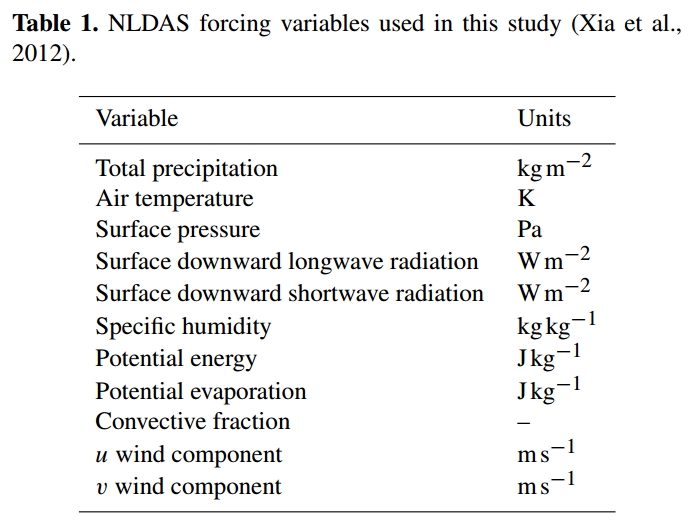 Table 1. NLDAS forcing variables used in this study (Xia et al.,
2012).
Variable Units
Total precipitation kg m−2
Air temperature K
Surface pressure Pa
Surface downward longwave radiation W m−2
Surface downward shortwave radiation W m−2
Specific humidity kg kg−1
Potential energy J kg−1
Potential evaporation J kg−1
Convective fraction –
u wind component m s−1
v wind component m s−1